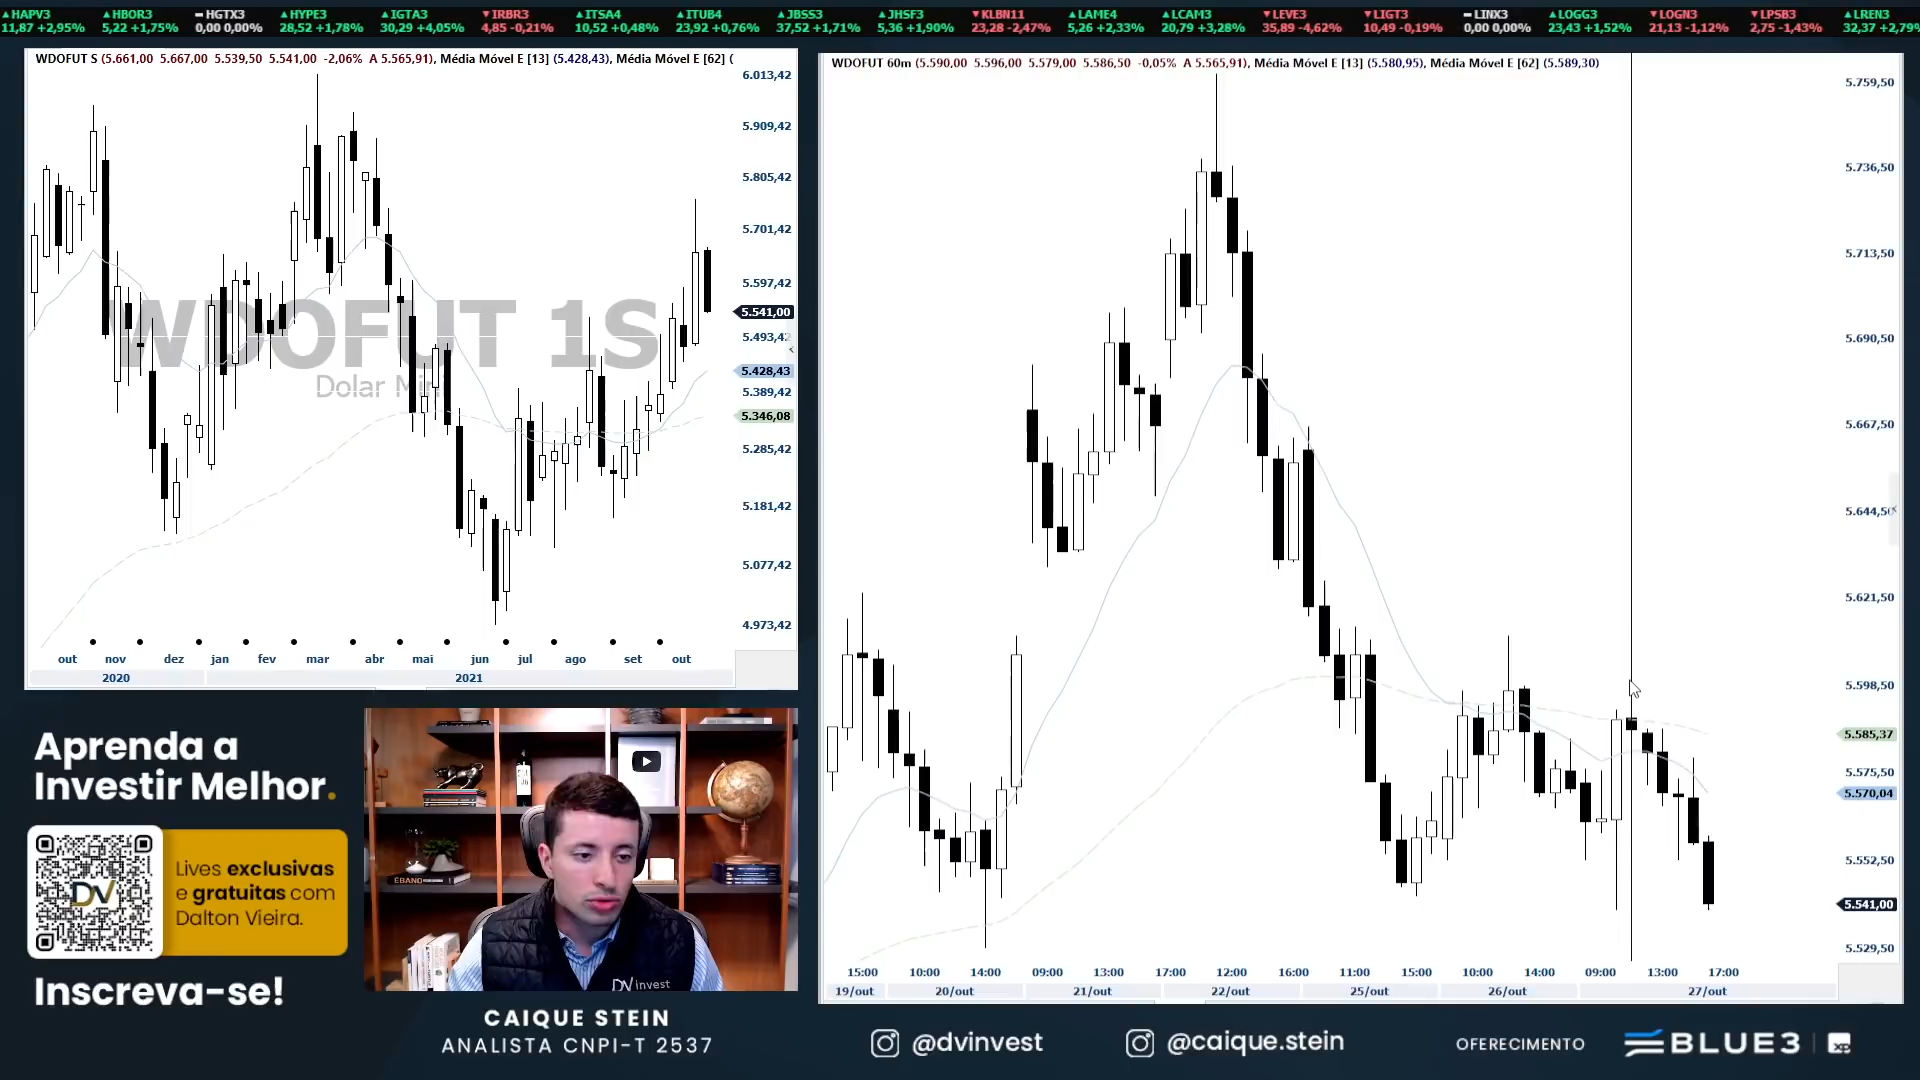 ▲HAPV3 ▲HBOR3 ━HGTX3 ▲HYPE3 ▲IGTA3 ▼IRBR3 ▲ITSA4 ▲ITUB4 ▲JBSS3 ▲JHSF3 ▼KLBN11 ▲LAME4 ▲LCAM3 ▼LEVE3 ▼LIGT3 ━LINX3 ▲LOGG3 ▼LOGN3 ▼LPSB3 ▲LREN3
11,87 +2,95% 5,22 +1,75% 0,00 0,00% 28,52 +1,78% 30,29 +4,05% 4,85 -0,21% 10,52 +0,48% 23,92 +0,76% 37,52 +1,71% 5,36 +1,90% 23,28 -2,47% 5,26 +2,33% 20,79 +3,28% 35,89 -4,62% 10,49 -0,19% 0,00 0,00% 23,43 +1,52% 21,13 -1,12% 2,75 -1,43% 32,37 +2,79%
WDOFUT S (5.661,00 5.667,00 5.539,50 5.541,00 -2,06% A 5.565,91), Média Móvel E [13] (5.428,43), Média Móvel E [62] (
6.013,42
5.909,42
5.805,42
5.701,42
5.597,42
5.541,00
5.493,42
5.428,43
5.389,42
5.346,08
5.285,42
5.181,42
5.077,42
4.973,42
WDOFUT 1S
Dolar Min
out nov dez jan fev mar abr mai jun jul ago set out
2020 2021
WDOFUT 60m (5.590,00 5.596,00 5.579,00 5.586,50 -0,05% A 5.565,91), Média Móvel E [13] (5.580,95), Média Móvel E [62] (5.589,30)
5.759,50
5.736,50
5.713,50
5.690,50
5.667,50
5.644,50
5.621,50
5.598,50
5.585,37
5.575,50
5.570,04
5.552,50
5.541,00
5.529,50
15:00 10:00 14:00 09:00 13:00 17:00 12:00 16:00 11:00 15:00 10:00 14:00 09:00 13:00 17:00
19/out 20/out 21/out 22/out 25/out 26/out 27/out
Aprenda a
Investir Melhor.
DV
Lives exclusivas
e gratuitas com
Dalton Vieira.
Inscreva-se!
EBANO
DV invest
CAIQUE STEIN
ANALISTA CNPI-T 2537
@dvinvest
@caique.stein
OFERECIMENTO
BLUE3
xp